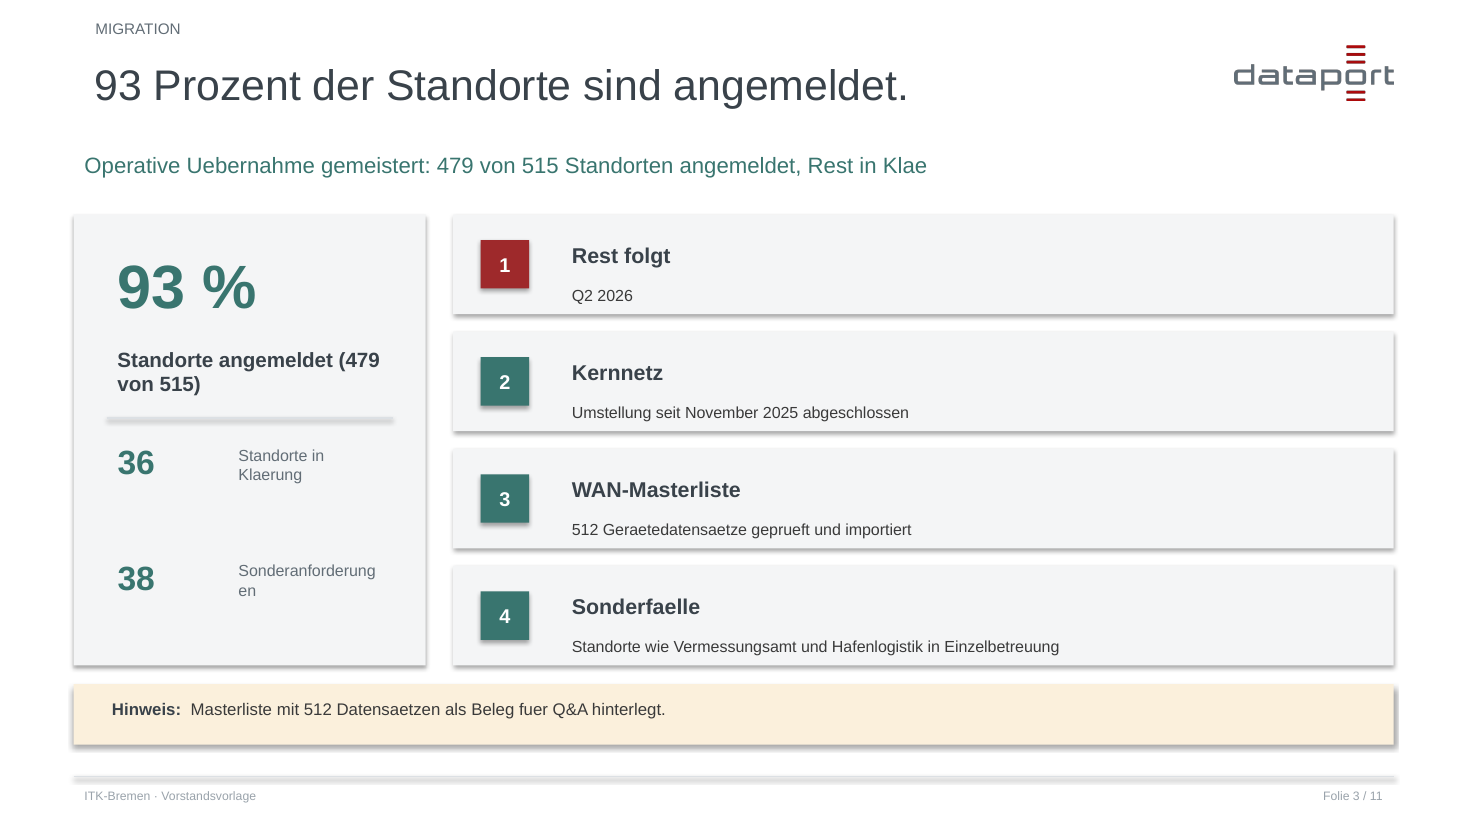 MIGRATION
93 Prozent der Standorte sind angemeldet.
dataport
Operative Uebernahme gemeistert: 479 von 515 Standorten angemeldet, Rest in Klae
93 %
Standorte angemeldet (479
von 515)
36
Standorte in
Klaerung
38
Sonderanforderung
en
1
Rest folgt
Q2 2026
2
Kernnetz
Umstellung seit November 2025 abgeschlossen
3
WAN-Masterliste
512 Geraetedatensaetze geprueft und importiert
4
Sonderfaelle
Standorte wie Vermessungsamt und Hafenlogistik in Einzelbetreuung
Hinweis: Masterliste mit 512 Datensaetzen als Beleg fuer Q&A hinterlegt.
ITK-Bremen · Vorstandsvorlage
Folie 3 / 11